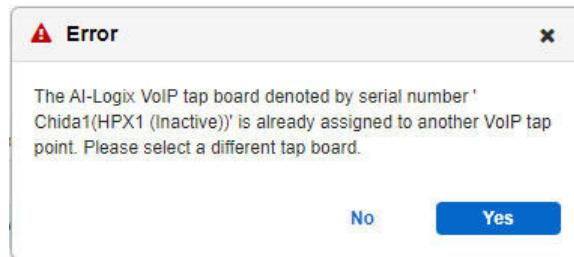 Error
The AI-Logix VoIP tap board denoted by serial number '
Chida1(HPX1 (Inactive))' is already assigned to another VoIP tap
point. Please select a different tap board.
No Yes